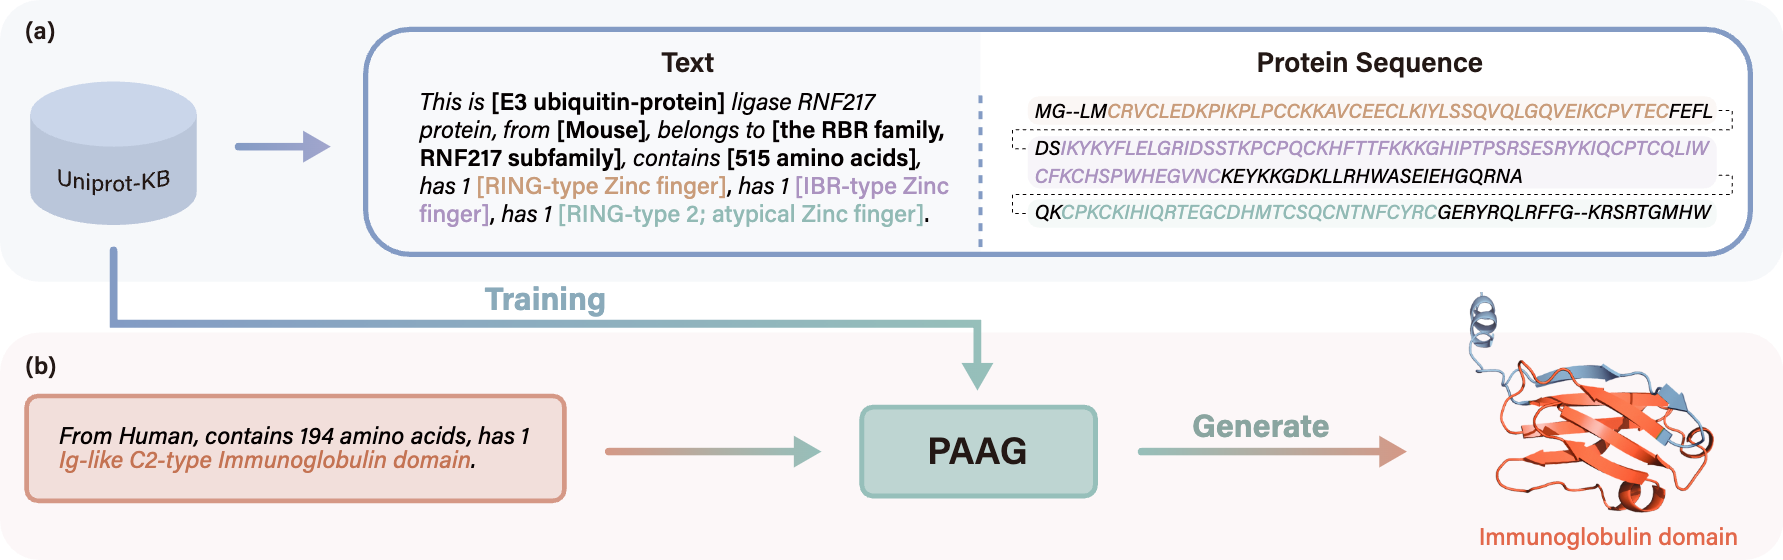 (a)
Uniprot-KB
Text
This is [E3 ubiquitin-protein] ligase RNF217
protein, from [Mouse], belongs to [the RBR family,
RNF217 subfamily], contains [515 amino acids],
has 1 [RING-type Zinc finger], has 1 [IBR-type Zinc
finger], has 1 [RING-type 2; atypical Zinc finger].
Protein Sequence
MG--LMCRVCLEDKPIKPLPCCKKAVCEECLKIYLSSQVQLGQVEIKCPVTECFEFL
DSIKYKYFLELGRIDSSTKPCPQCKHFTTFKKKGHIPTPSRSESRYKIQCPTCQLIW
CFKCHSPWHEGVNCKEYKKGDKLLRHWASEIEHGQRNA
QKCPKCKIHIQRTEGCDHMTCSQCNTNFCYRCGERYRQLRFFG--KRSRTGMHW
Training
(b)
From Human, contains 194 amino acids, has 1
Ig-like C2-type Immunoglobulin domain.
PAAG
Generate
Immunoglobulin domain